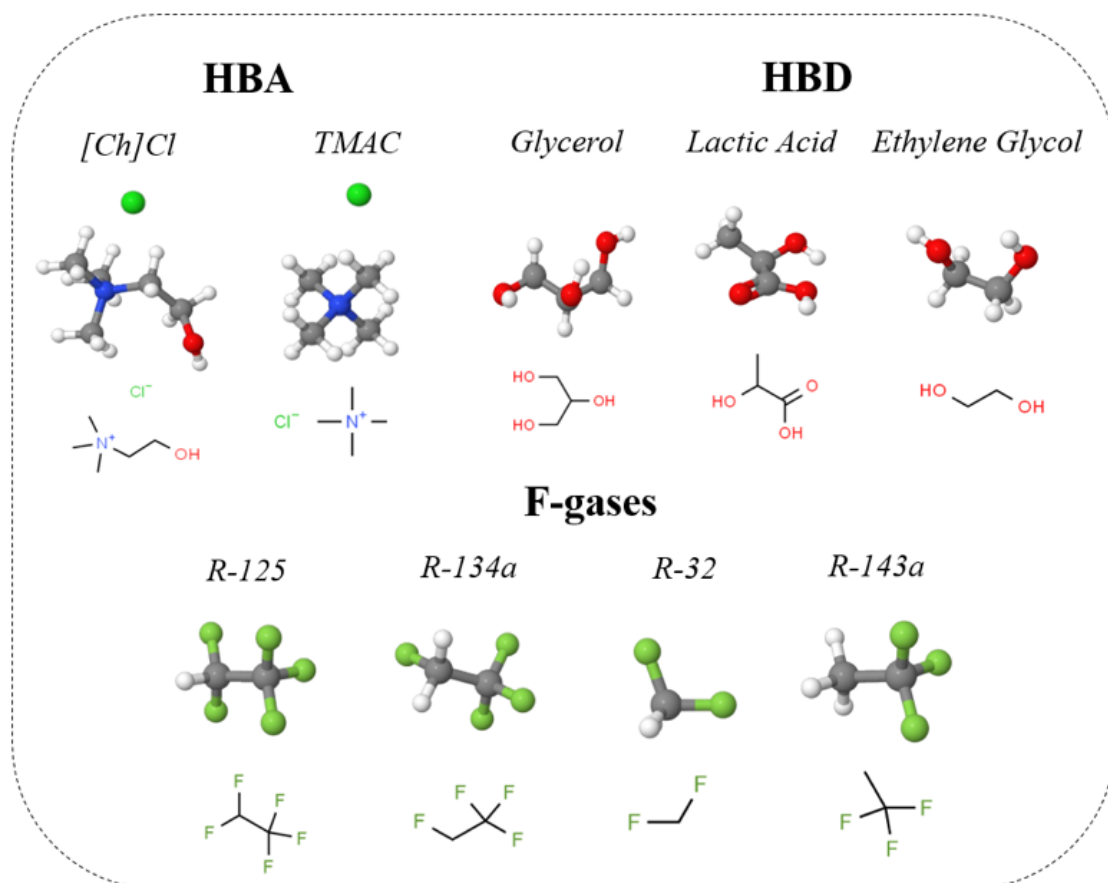 HBA HBD
[Ch]Cl TMAC Glycerol Lactic Acid Ethylene Glycol
Cl⁻
N⁺ OH
Cl⁻ N⁺
HO
OH
HO
O
HO
OH
HO
OH
F-gases
R-125 R-134a R-32 R-143a
F
F F
F
F
F F
F F
F
F
F F
F